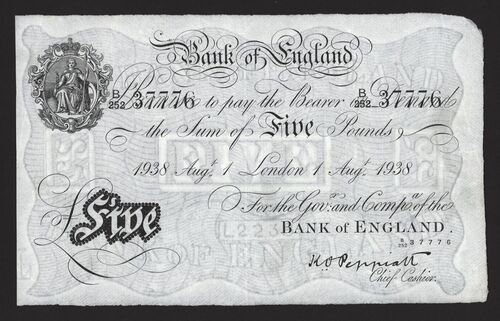 Bank of England
B/252 37776 B/252 37776
Promise to pay the Bearer on Demand
the Sum of Five Pounds
1938 Augt. 1 London 1 Augt. 1938
For the Govr. and Compa. of the
BANK of ENGLAND.
B/252 37776
£Five
K O Peppiatt
Chief Cashier.